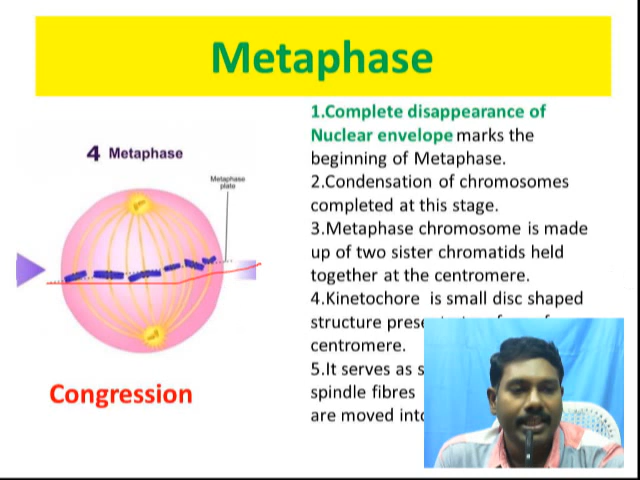 Metaphase
4 Metaphase
Metaphase
plate
Congression
1.Complete disappearance of
Nuclear envelope marks the
beginning of Metaphase.
2.Condensation of chromosomes
completed at this stage.
3.Metaphase chromosome is made
up of two sister chromatids held
together at the centromere.
4.Kinetochore is small disc shaped
structure
centromere.
5.It serves as
spindle fibres
are moved